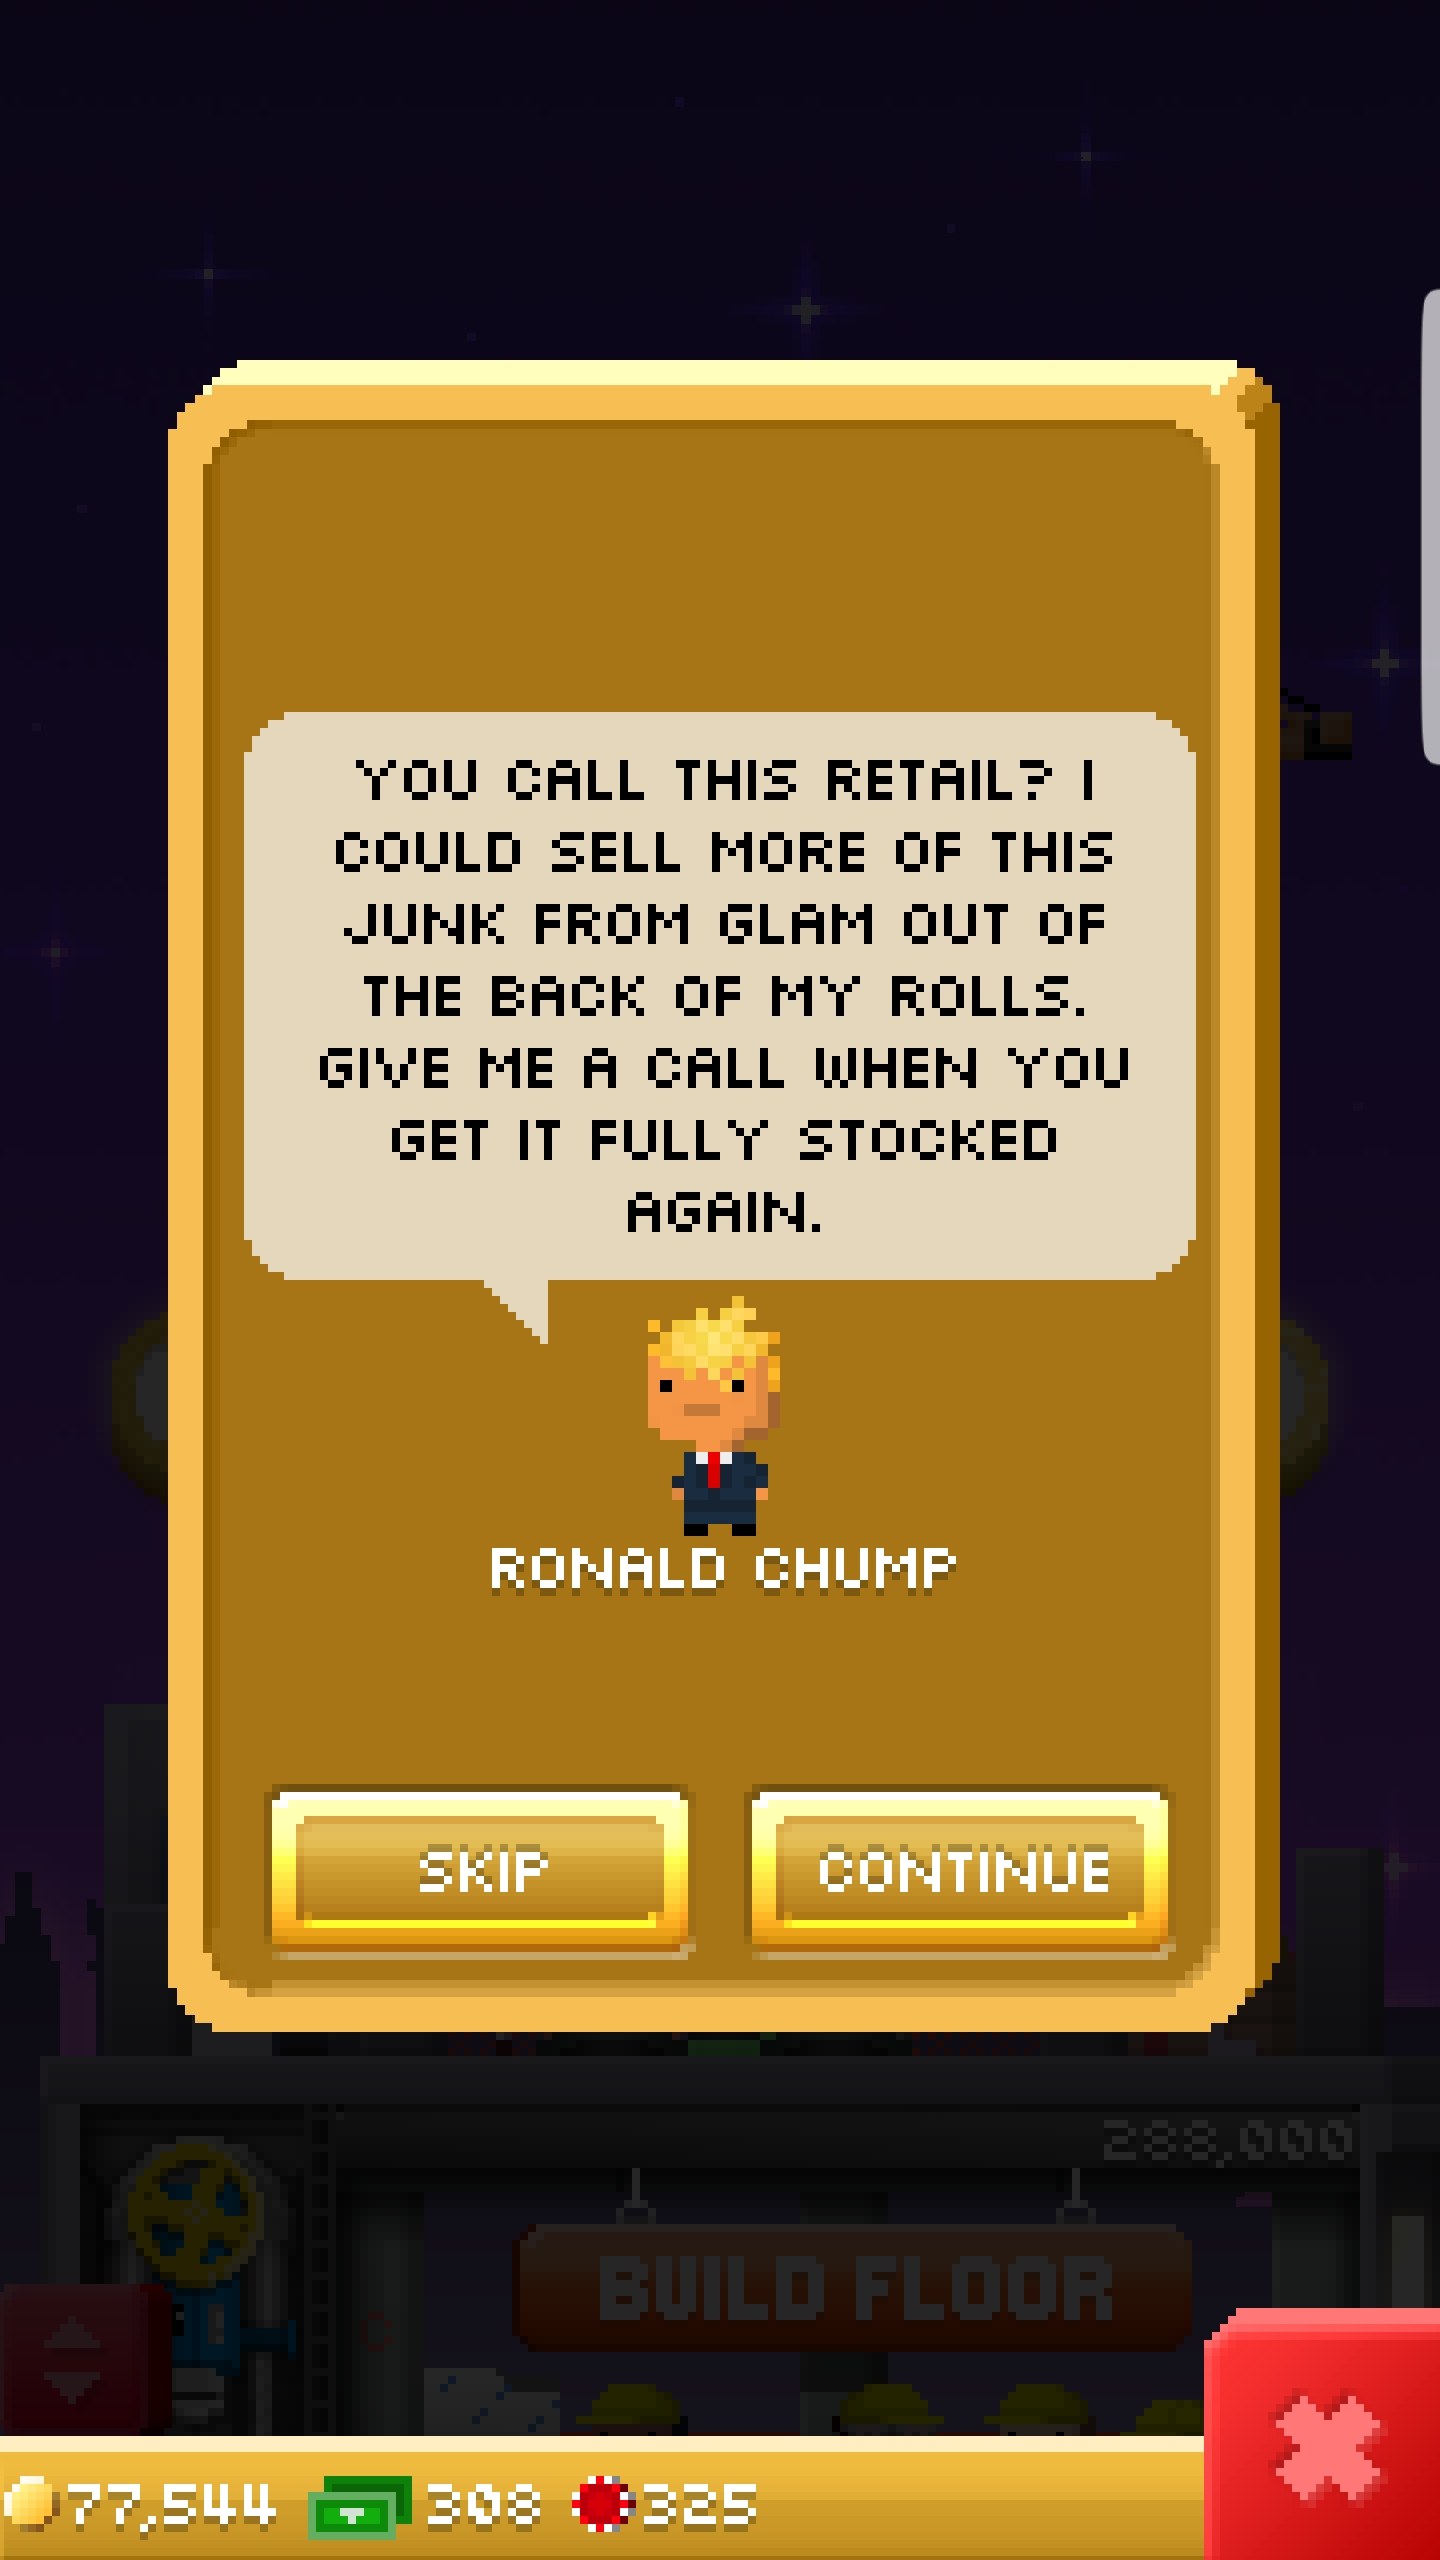 YOU CALL THIS RETAIL? I
COULD SELL MORE OF THIS
JUNK FROM GLAM OUT OF
THE BACK OF MY ROLLS.
GIVE ME A CALL WHEN YOU
GET IT FULLY STOCKED
AGAIN.
RONALD CHUMP
SKIP CONTINUE
288,000
BUILD FLOOR
77,544 308 325